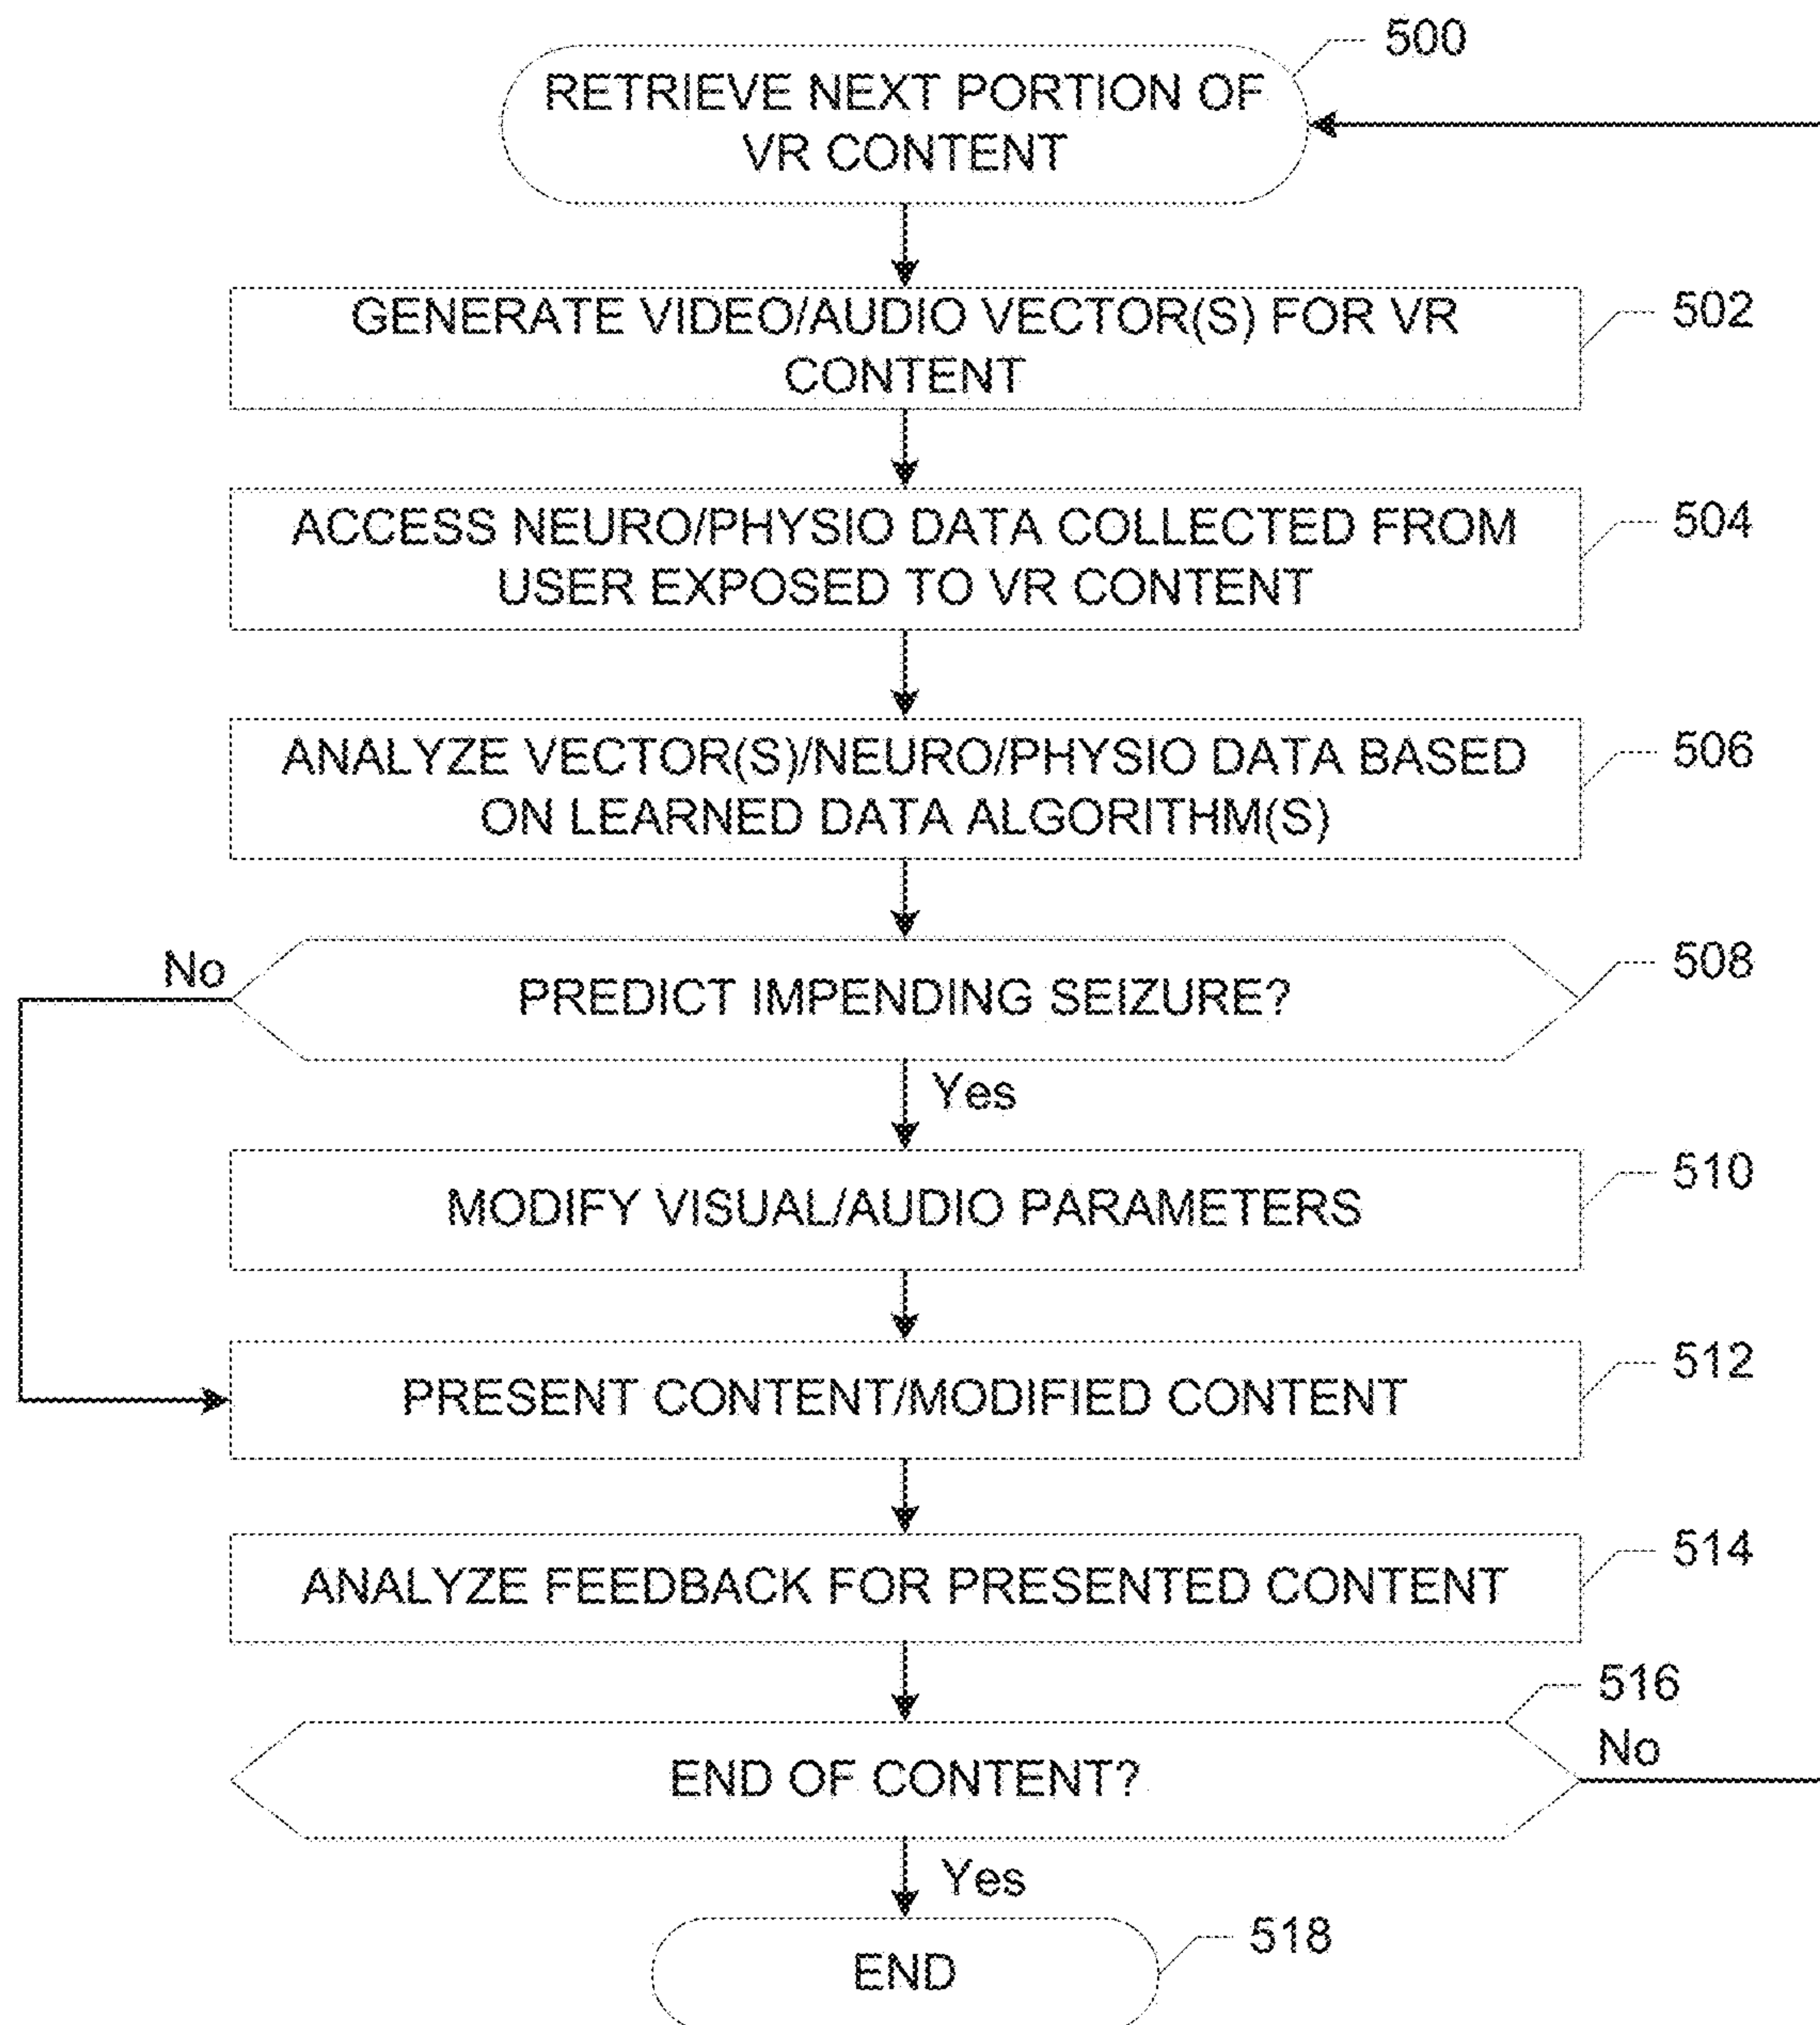 500
RETRIEVE NEXT PORTION OF
VR CONTENT
502
GENERATE VIDEO/AUDIO VECTOR(S) FOR VR
CONTENT
504
ACCESS NEURO/PHYSIO DATA COLLECTED FROM
USER EXPOSED TO VR CONTENT
506
ANALYZE VECTOR(S)/NEURO/PHYSIO DATA BASED
ON LEARNED DATA ALGORITHM(S)
508
No
PREDICT IMPENDING SEIZURE?
Yes
510
MODIFY VISUAL/AUDIO PARAMETERS
512
PRESENT CONTENT/MODIFIED CONTENT
514
ANALYZE FEEDBACK FOR PRESENTED CONTENT
516
No
END OF CONTENT?
Yes
518
END